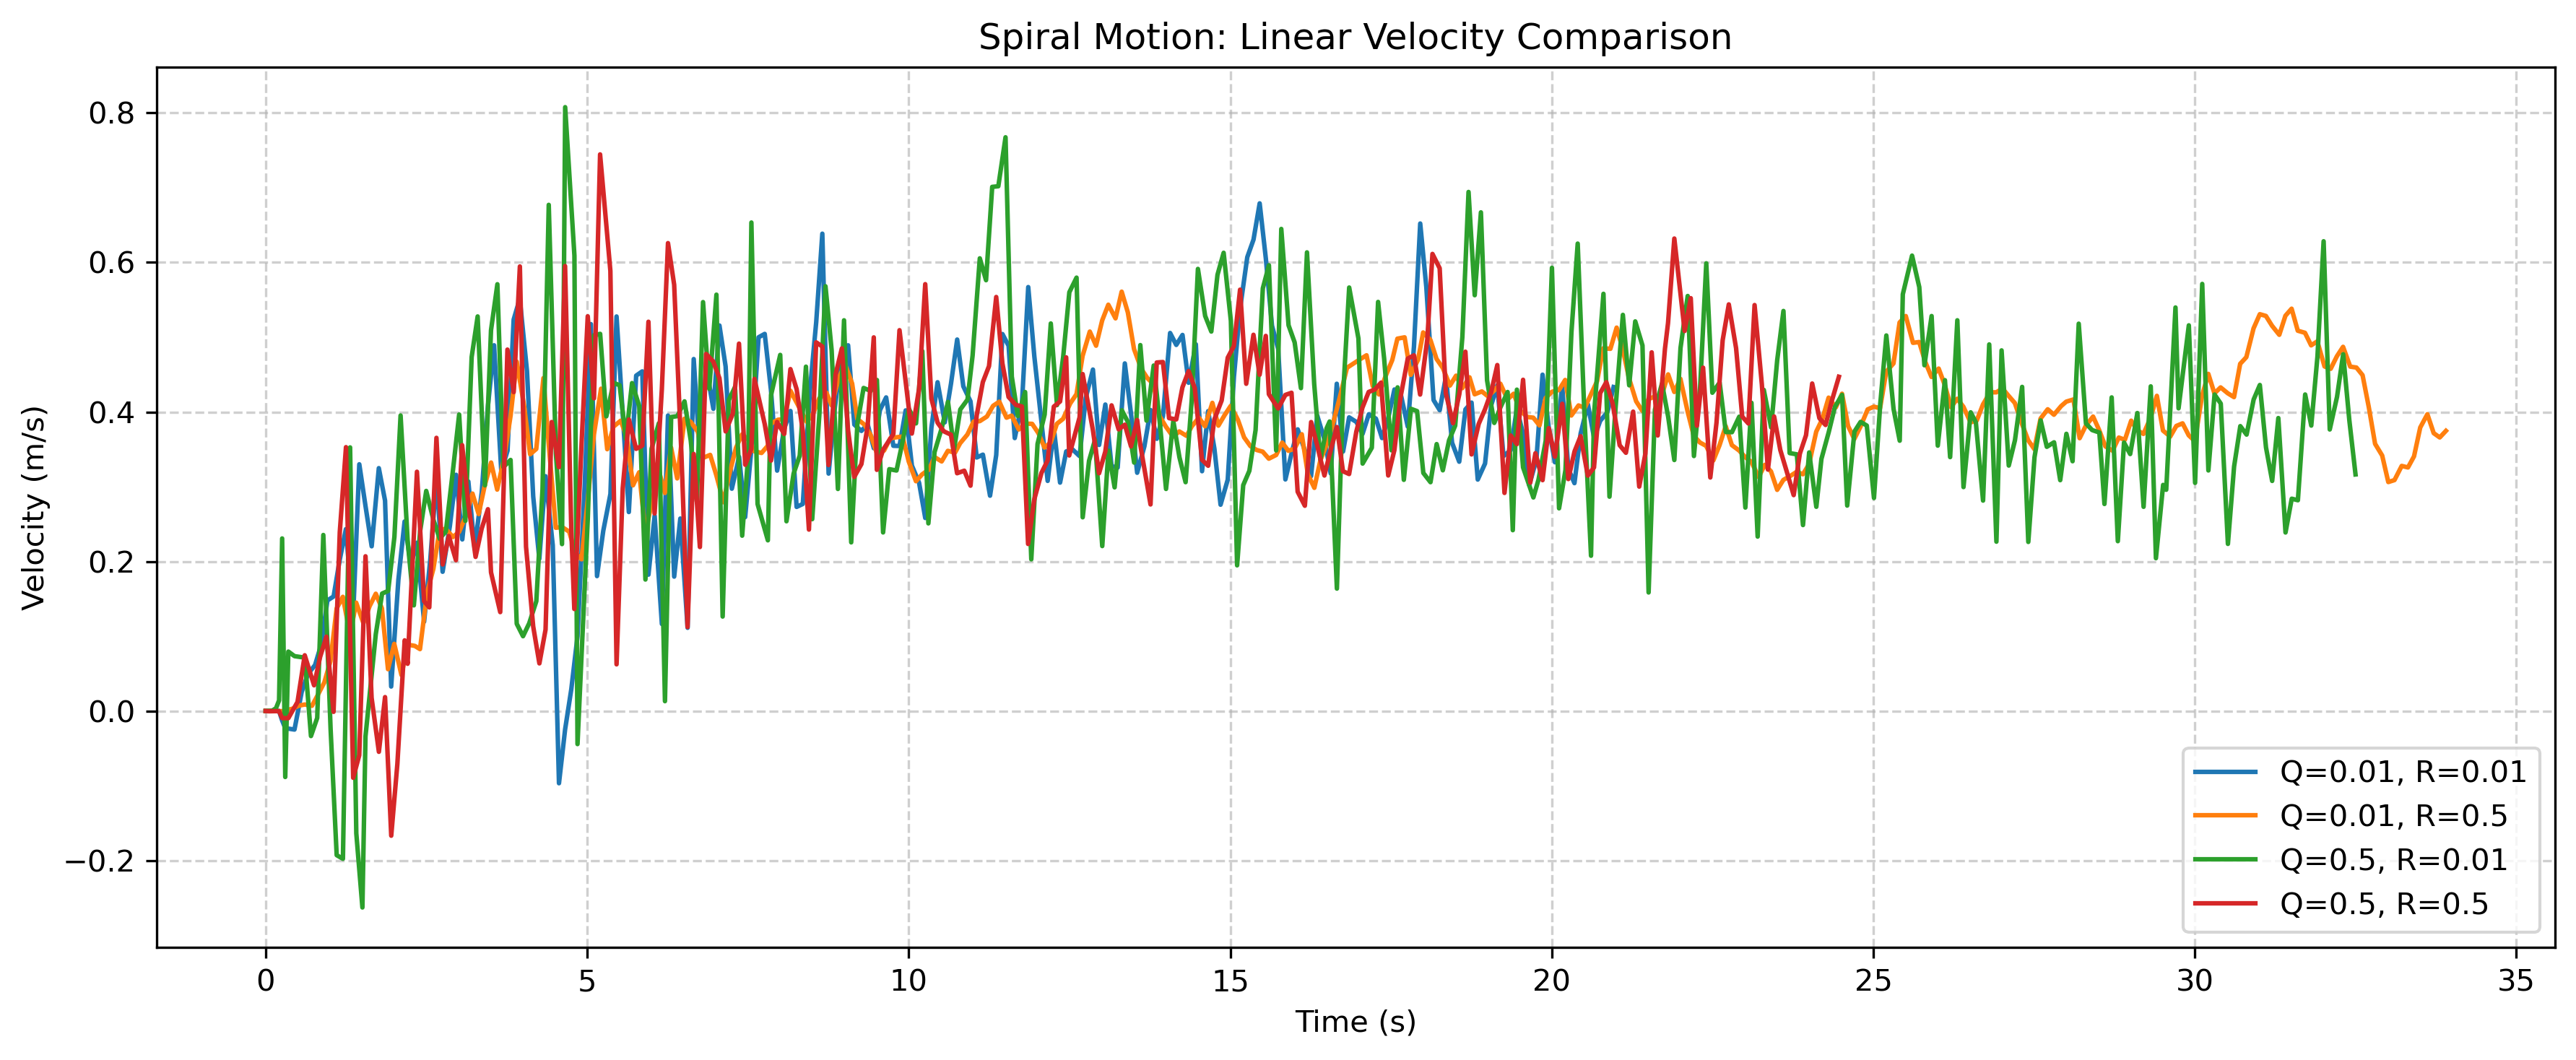 Spiral Motion: Linear Velocity Comparison
Velocity (m/s)
0.8
0.6
0.4
0.2
0.0
−0.2
0 5 10 15 20 25 30 35
Time (s)
Q=0.01, R=0.01
Q=0.01, R=0.5
Q=0.5, R=0.01
Q=0.5, R=0.5